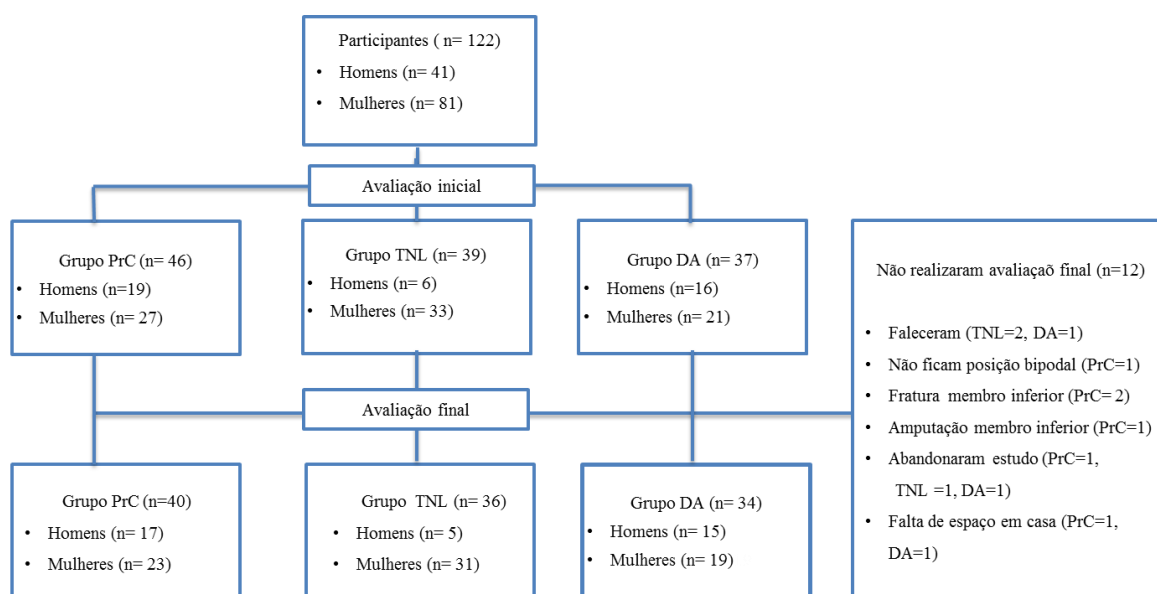 Participantes ( n= 122)
• Homens (n= 41)
• Mulheres (n= 81)
Avaliação inicial
Grupo PrC (n= 46)
• Homens (n=19)
• Mulheres (n= 27)
Grupo TNL (n= 39)
• Homens (n= 6)
• Mulheres (n= 33)
Grupo DA (n= 37)
• Homens (n=16)
• Mulheres (n= 21)
Não realizaram avaliaçaõ final (n=12)
• Faleceram (TNL=2, DA=1)
• Não ficam posição bipodal (PrC=1)
• Fratura membro inferior (PrC= 2)
• Amputação membro inferior (PrC=1)
• Abandonaram estudo (PrC=1,
TNL =1, DA=1)
• Falta de espaço em casa (PrC=1,
DA=1)
Avaliação final
Grupo PrC (n=40)
• Homens (n= 17)
• Mulheres (n= 23)
Grupo TNL (n= 36)
• Homens (n= 5)
• Mulheres (n= 31)
Grupo DA (n= 34)
• Homens (n= 15)
• Mulheres (n= 19)